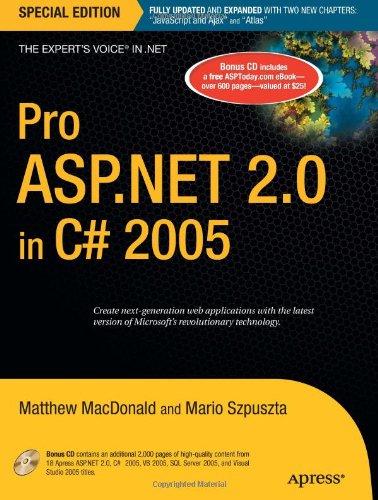 SPECIAL EDITION
FULLY UPDATED AND EXPANDED WITH TWO NEW CHAPTERS:
"JavaScript and Ajax" and "Atlas"
THE EXPERT'S VOICE® IN .NET
Bonus CD includes
a free ASPToday.com eBook—
over 600 pages—valued at $25!
Pro
ASP.NET 2.0
in C# 2005
Create next-generation web applications with the latest
version of Microsoft's revolutionary technology.
Matthew MacDonald and Mario Szpuszta
Bonus CD contains an additional 2,000 pages of high-quality content from
18 Apress ASP.NET 2.0, C# 2005, VB 2005, SQL Server 2005, and Visual
Studio 2005 titles.
Apress®
Copyrighted Material